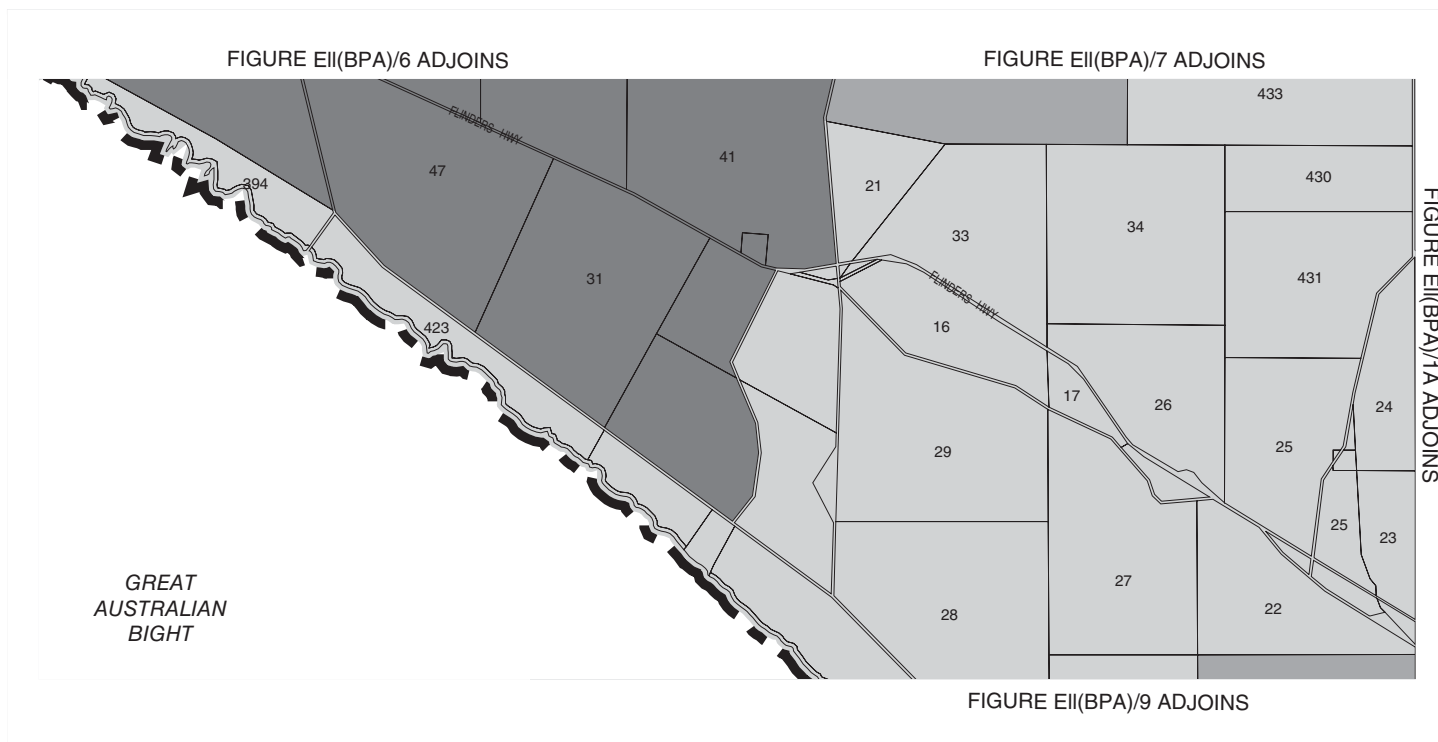 FIGURE EII(BPA)/6 ADJOINS
FIGURE EII(BPA)/7 ADJOINS
433
FLINDERS HWY
41
47
394
21
430
34
33
31
431
FLINDERS HWY
16
423
17
26
24
25
29
25
23
27
28
22
GREAT
AUSTRALIAN
BIGHT
FIGURE EII(BPA)/1A ADJOINS
FIGURE EII(BPA)/9 ADJOINS